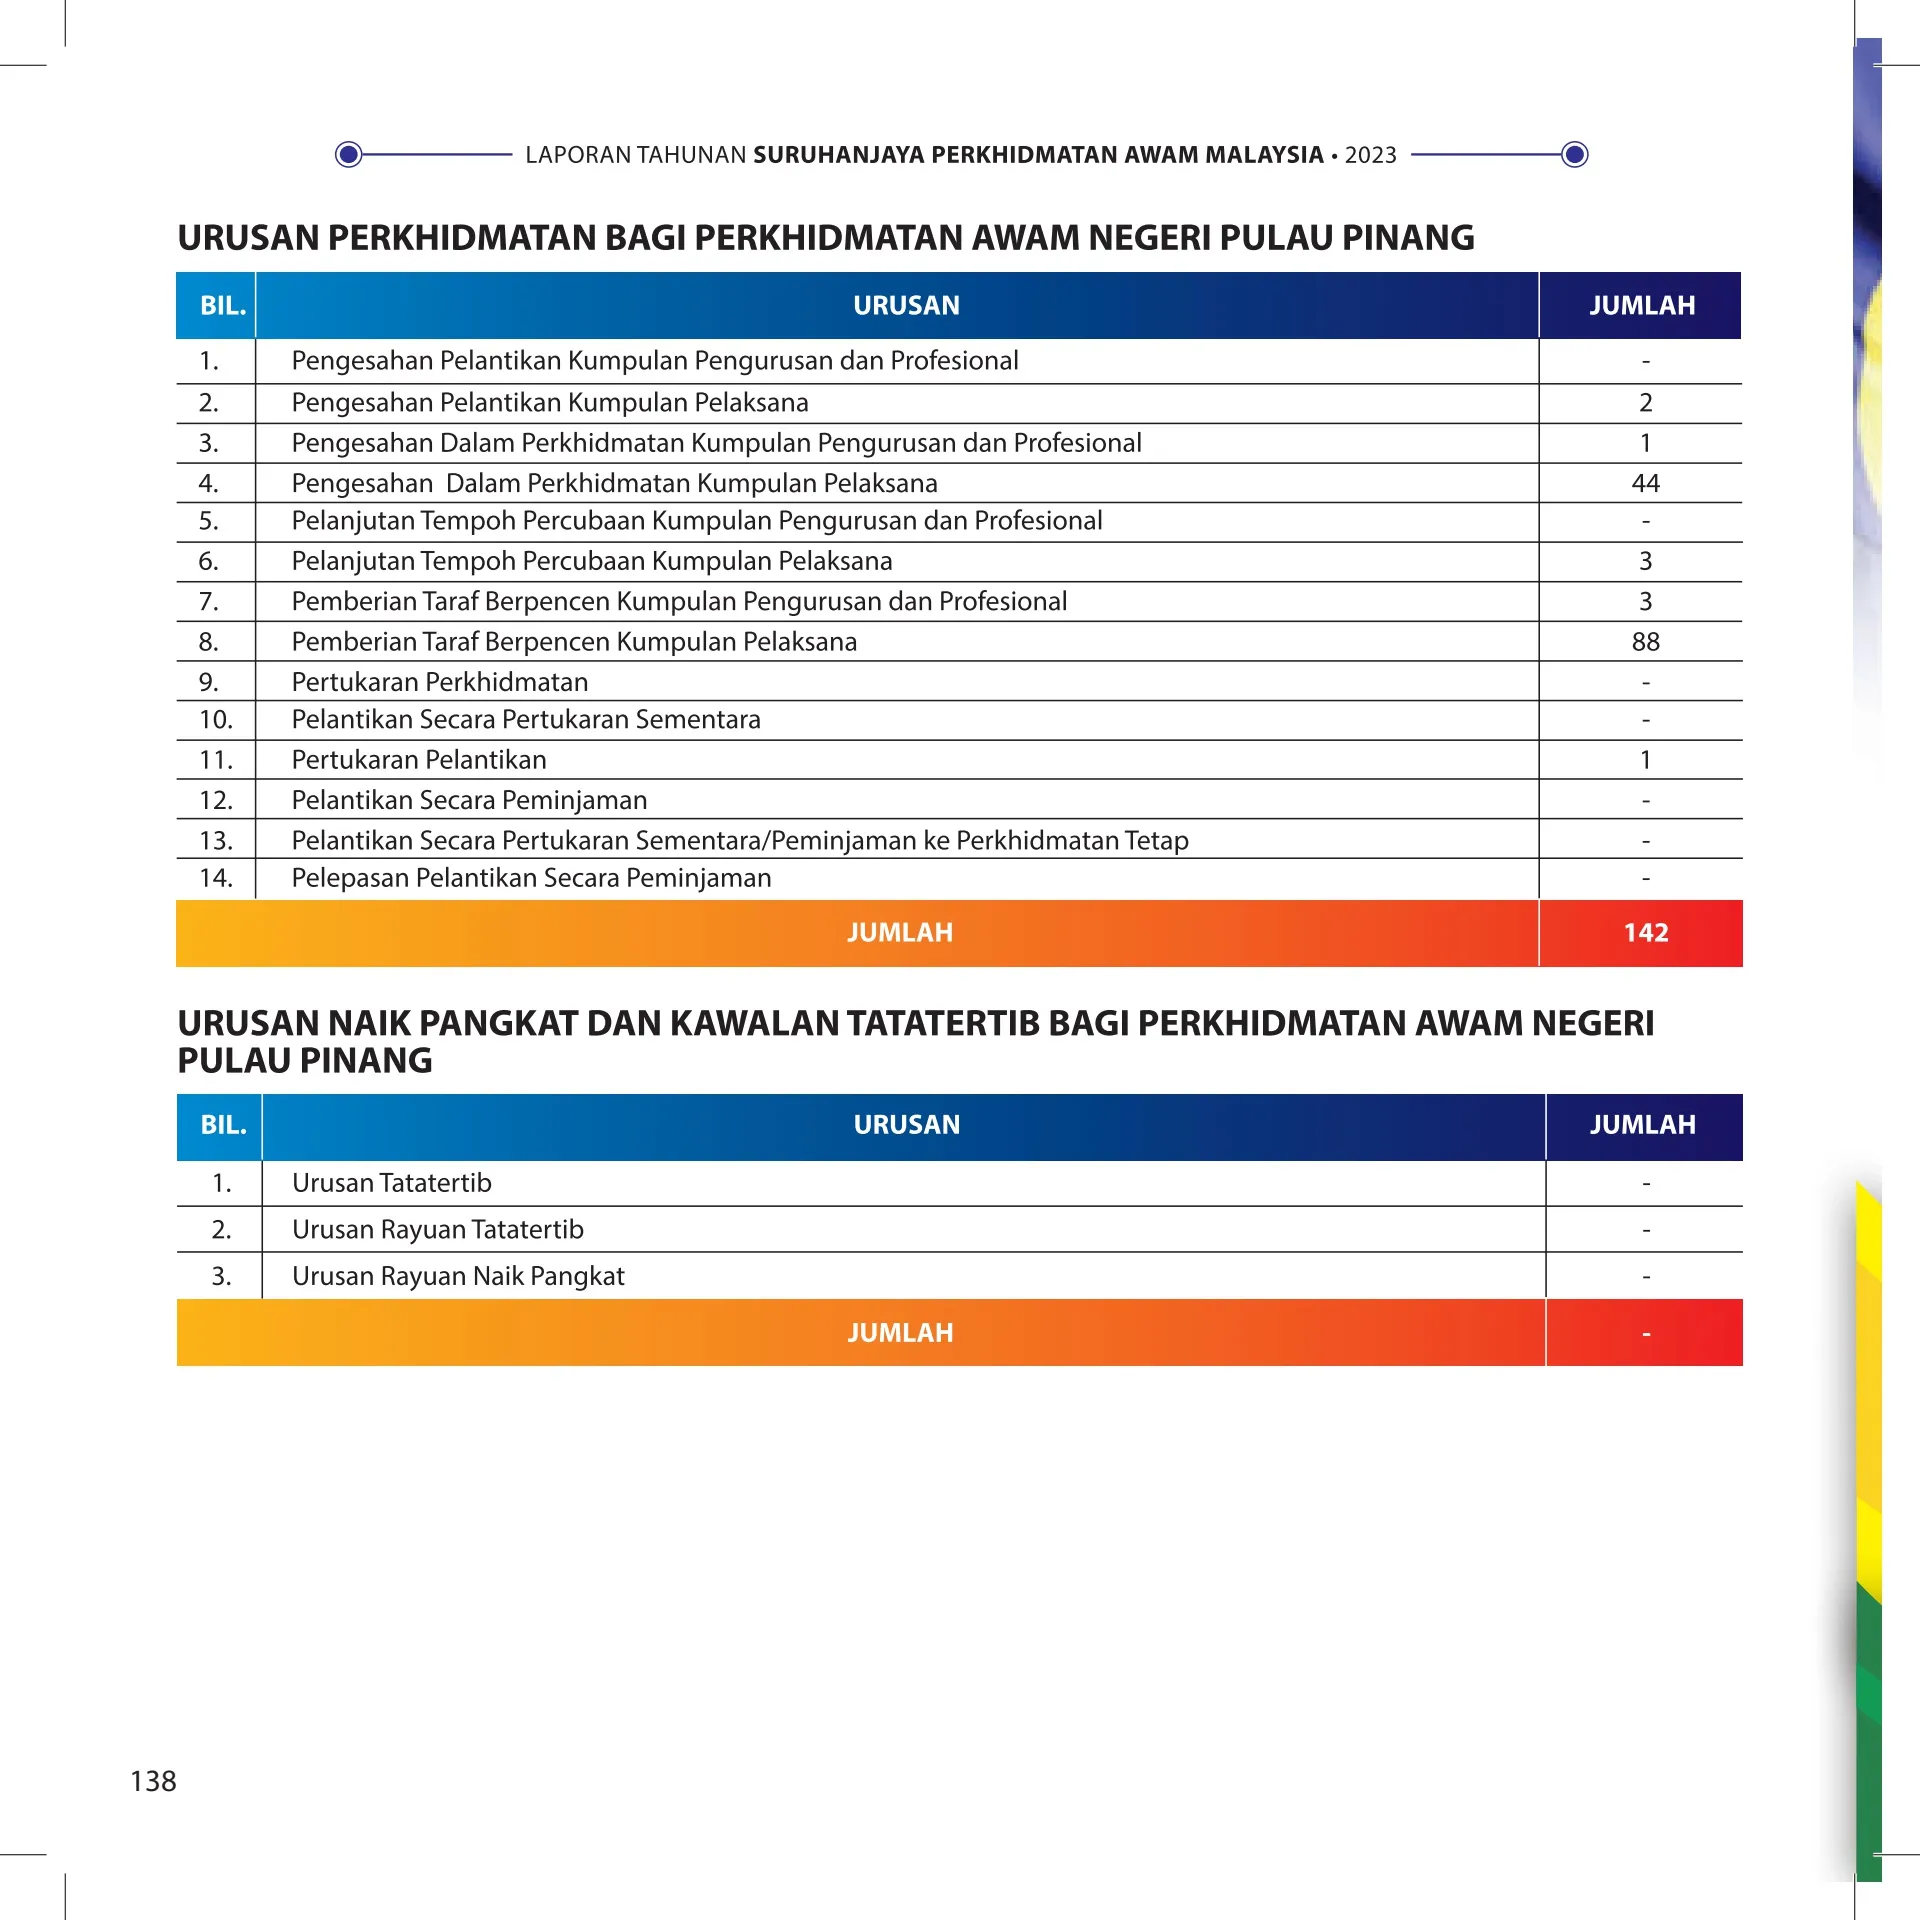 LAPORAN TAHUNAN SURUHANJAYA PERKHIDMATAN AWAM MALAYSIA • 2023
URUSAN PERKHIDMATAN BAGI PERKHIDMATAN AWAM NEGERI PULAU PINANG
BIL. URUSAN JUMLAH
1. Pengesahan Pelantikan Kumpulan Pengurusan dan Profesional -
2. Pengesahan Pelantikan Kumpulan Pelaksana 2
3. Pengesahan Dalam Perkhidmatan Kumpulan Pengurusan dan Profesional 1
4. Pengesahan Dalam Perkhidmatan Kumpulan Pelaksana 44
5. Pelanjutan Tempoh Percubaan Kumpulan Pengurusan dan Profesional -
6. Pelanjutan Tempoh Percubaan Kumpulan Pelaksana 3
7. Pemberian Taraf Berpencen Kumpulan Pengurusan dan Profesional 3
8. Pemberian Taraf Berpencen Kumpulan Pelaksana 88
9. Pertukaran Perkhidmatan -
10. Pelantikan Secara Pertukaran Sementara -
11. Pertukaran Pelantikan 1
12. Pelantikan Secara Peminjaman -
13. Pelantikan Secara Pertukaran Sementara/Peminjaman ke Perkhidmatan Tetap -
14. Pelepasan Pelantikan Secara Peminjaman -
JUMLAH 142
URUSAN NAIK PANGKAT DAN KAWALAN TATATERTIB BAGI PERKHIDMATAN AWAM NEGERI
PULAU PINANG
BIL. URUSAN JUMLAH
1. Urusan Tatatertib -
2. Urusan Rayuan Tatatertib -
3. Urusan Rayuan Naik Pangkat -
JUMLAH -
138